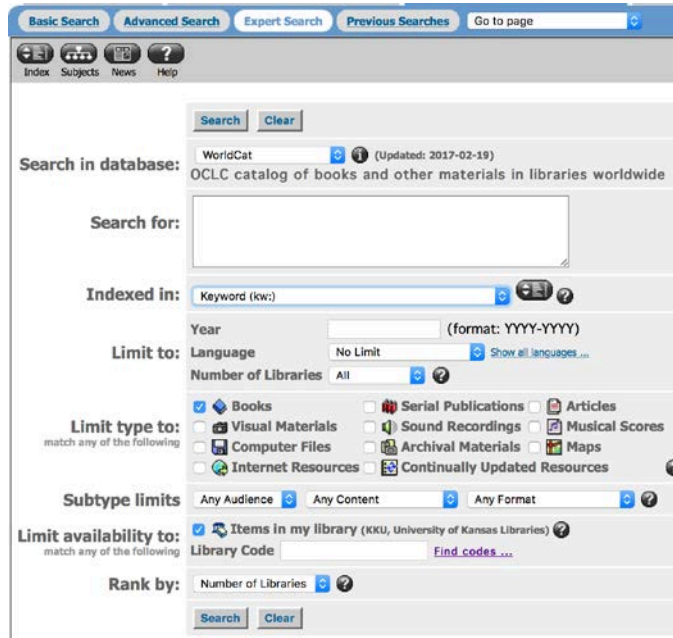 Basic Search Advanced Search Expert Search Previous Searches Go to page
Index Subjects News Help
Search Clear
Search in database: WorldCat (Updated: 2017-02-19)
OCLC catalog of books and other materials in libraries worldwide
Search for:
Indexed in: Keyword (kw:)
Year (format: YYYY-YYYY)
Limit to: Language No Limit Show all languages ...
Number of Libraries All
Books Serial Publications Articles
Limit type to: Visual Materials Sound Recordings Musical Scores
match any of the following Computer Files Archival Materials Maps
Internet Resources Continually Updated Resources
Subtype limits Any Audience Any Content Any Format
Limit availability to: Items in my library (KKU, University of Kansas Libraries)
match any of the following Library Code Find codes ...
Rank by: Number of Libraries
Search Clear